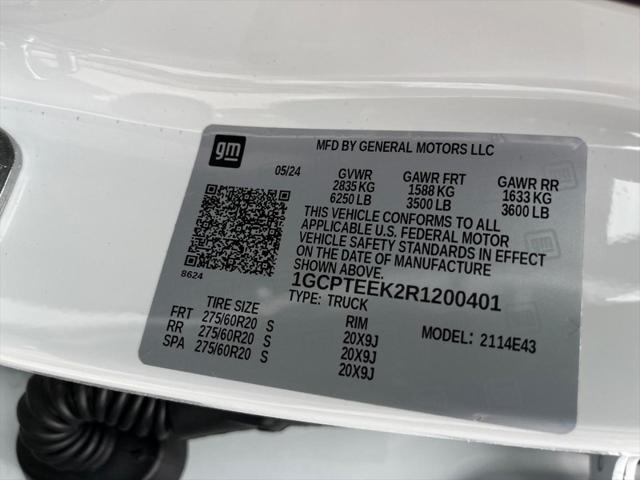 gm
MFD BY GENERAL MOTORS LLC
05/24
GVWR GAWR FRT GAWR RR
2835 KG 1588 KG 1633 KG
6250 LB 3500 LB 3600 LB
THIS VEHICLE CONFORMS TO ALL
APPLICABLE U.S. FEDERAL MOTOR
VEHICLE SAFETY STANDARDS IN EFFECT
ON THE DATE OF MANUFACTURE
SHOWN ABOVE.
8624
1GCPTEEK2R1200401
TYPE: TRUCK
TIRE SIZE RIM
FRT 275/60R20 S 20X9J
RR 275/60R20 S 20X9J
SPA 275/60R20 S 20X9J
MODEL: 2114E43